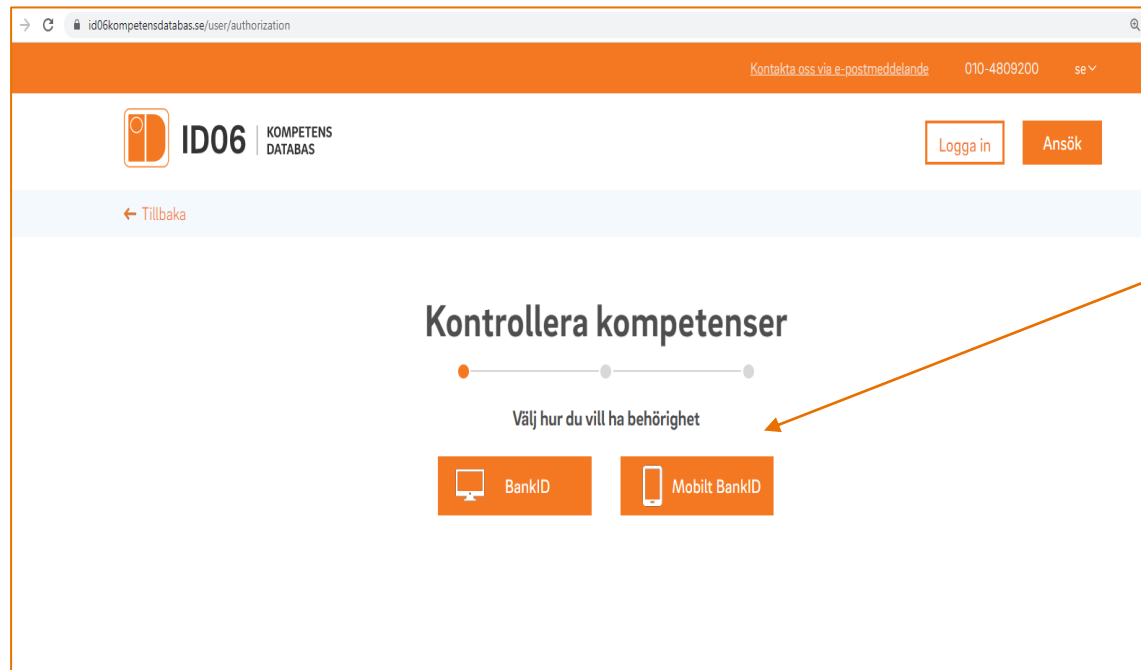 id06kompetensdatabas.se/user/authorization
Kontakta oss via e-postmeddelande 010-4809200 se
ID06 KOMPETENS
DATABAS
Logga in Ansök
Tillbaka
Kontrollera kompetenser
Välj hur du vill ha behörighet
BankID Mobilt BankID